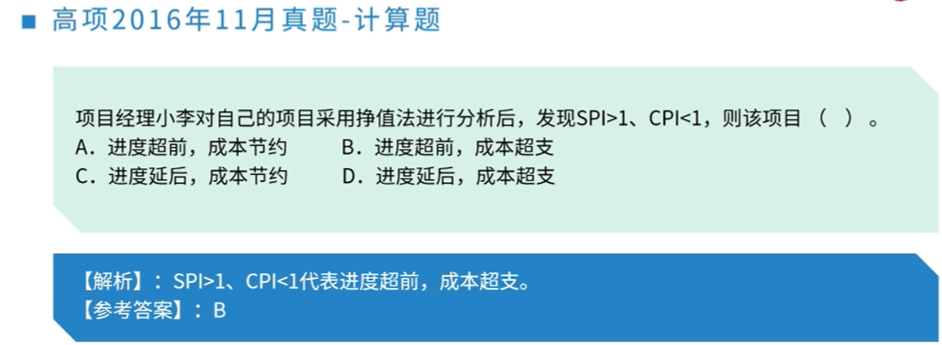 ■ 高项2016年11月真题-计算题
项目经理小李对自己的项目采用挣值法进行分析后，发现SPI>1、CPI<1，则该项目（ ）。
A．进度超前，成本节约 B．进度超前，成本超支
C．进度延后，成本节约 D．进度延后，成本超支
【解析】：SPI>1、CPI<1代表进度超前，成本超支。
【参考答案】：B